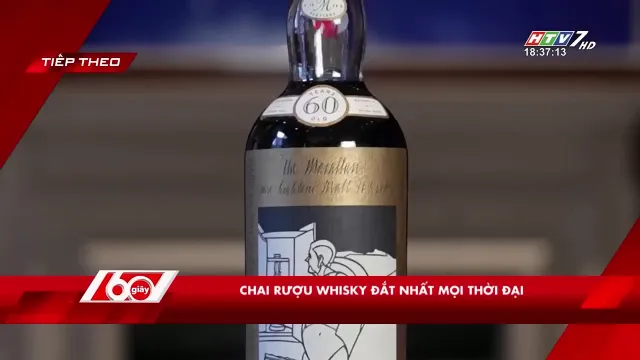 TIẾP THEO
HTV7 HD
18:37:13
M
YEARS
60
OLD
The Macallan
60 giây
CHAI RƯỢU WHISKY ĐẮT NHẤT MỌI THỜI ĐẠI